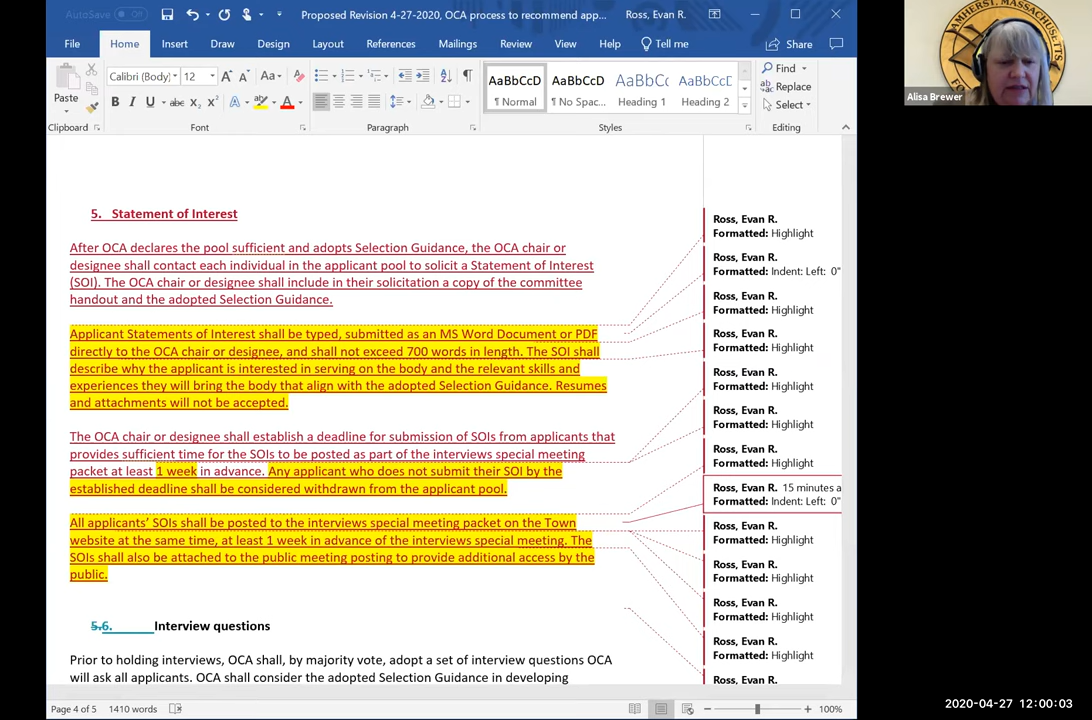 AutoSave
Proposed Revision 4-27-2020, OCA process to recommend app...
Ross, Evan R.
File Home Insert Draw Design Layout References Mailings Review View Help Tell me Share
Paste
Calibri (Body) 12
Aa
B I U abc x₂ x²
A A
AaBbCcD AaBbCcD AaBbCc AaBbCcE
¶ Normal ¶ No Spac... Heading 1 Heading 2
Find
Replace
Select
Clipboard Font Paragraph Styles Editing
5. Statement of Interest
After OCA declares the pool sufficient and adopts Selection Guidance, the OCA chair or
designee shall contact each individual in the applicant pool to solicit a Statement of Interest
(SOI). The OCA chair or designee shall include in their solicitation a copy of the committee
handout and the adopted Selection Guidance.
Applicant Statements of Interest shall be typed, submitted as an MS Word Document or PDF
directly to the OCA chair or designee, and shall not exceed 700 words in length. The SOI shall
describe why the applicant is interested in serving on the body and the relevant skills and
experiences they will bring the body that align with the adopted Selection Guidance. Resumes
and attachments will not be accepted.
The OCA chair or designee shall establish a deadline for submission of SOIs from applicants that
provides sufficient time for the SOIs to be posted as part of the interviews special meeting
packet at least 1 week in advance. Any applicant who does not submit their SOI by the
established deadline shall be considered withdrawn from the applicant pool.
All applicants’ SOIs shall be posted to the interviews special meeting packet on the Town
website at the same time, at least 1 week in advance of the interviews special meeting. The
SOIs shall also be attached to the public meeting posting to provide additional access by the
public.
5.6. Interview questions
Prior to holding interviews, OCA shall, by majority vote, adopt a set of interview questions OCA
will ask all applicants. OCA shall consider the adopted Selection Guidance in developing
Ross, Evan R.
Formatted: Highlight
Ross, Evan R.
Formatted: Indent: Left: 0"
Ross, Evan R.
Formatted: Highlight
Ross, Evan R.
Formatted: Highlight
Ross, Evan R.
Formatted: Highlight
Ross, Evan R.
Formatted: Highlight
Ross, Evan R.
Formatted: Highlight
Ross, Evan R. 15 minutes a
Formatted: Indent: Left: 0"
Ross, Evan R.
Formatted: Highlight
Ross, Evan R.
Formatted: Highlight
Ross, Evan R.
Formatted: Highlight
Ross, Evan R.
Formatted: Highlight
Ross, Evan R.
Page 4 of 5 1410 words
100%
AMHERST, MASSACHUSETTS
Alisa Brewer
2020-04-27 12:00:03